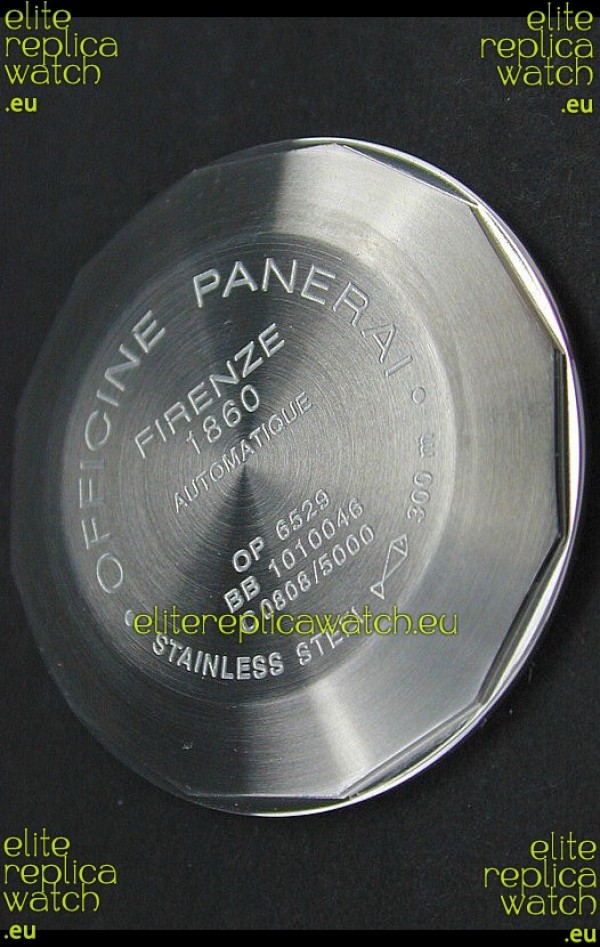 elite
replica
watch
.eu
elite
replica
watch
.eu
OFFICINE PANERAI
FIRENZE
1860
AUTOMATIQUE
OP 6529
BB 1010046
0808/5000
STAINLESS STEEL
300 m
elitereplicawatch.eu
elite
replica
watch
.eu
elite
replica
watch
.eu